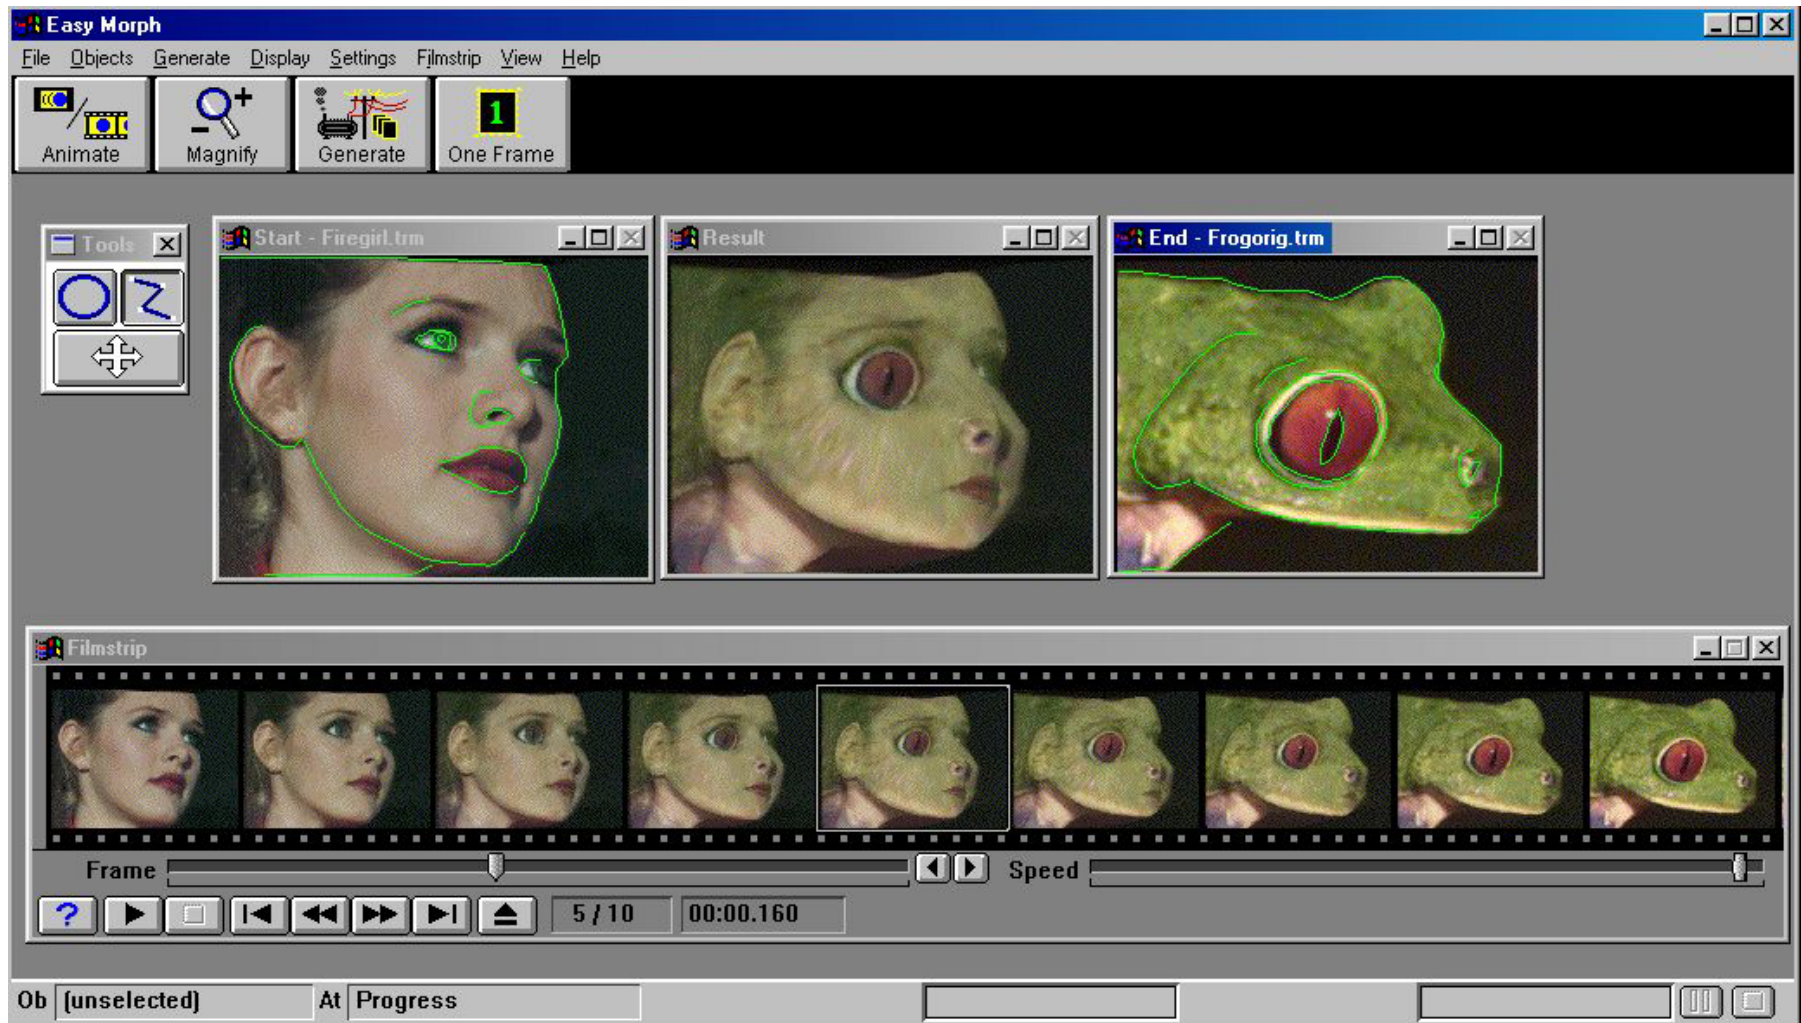 Easy Morph
File Objects Generate Display Settings Filmstrip View Help
1
Animate Magnify Generate One Frame
Tools
Start - Firegirl.trm
Result
End - Frogorig.trm
Filmstrip
Frame Speed
? 5 / 10 00:00.160
Ob (unselected) At Progress